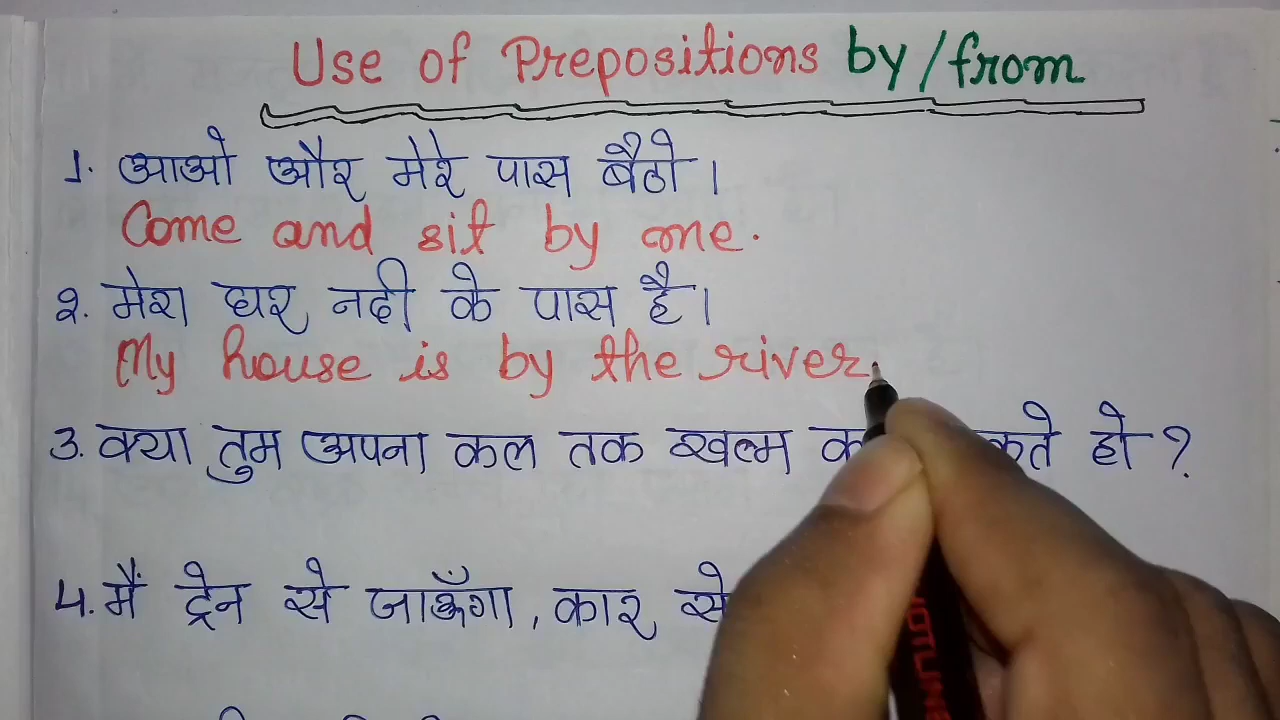 Use of Prepositions by/from
1. आओ और मेरे पास बैठो।
Come and sit by me.
२. मेरा घर नदी के पास है।
My house is by the river.
3. क्या तुम अपना कल तक खत्म हो ?
4. मैं ट्रेन से जाऊँगा, कार से